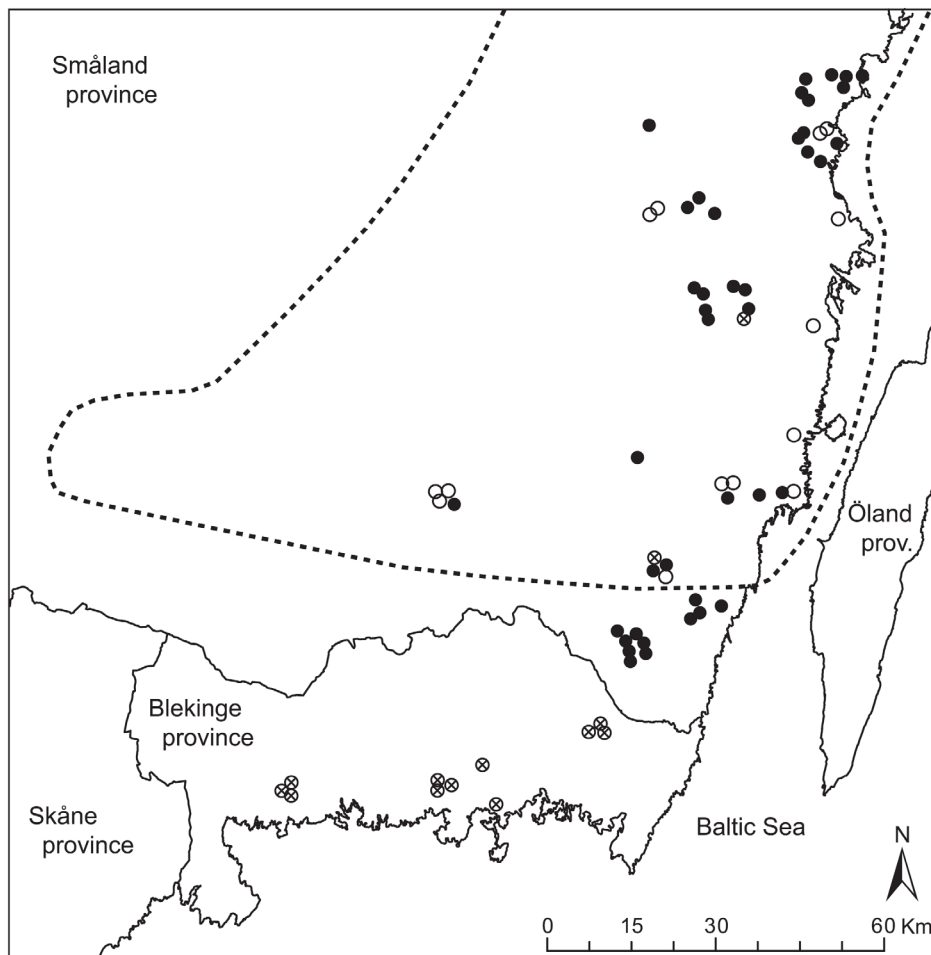 Småland
province
Öland
prov.
Blekinge
province
Skåne
province
Baltic Sea
N
0 15 30 60 Km